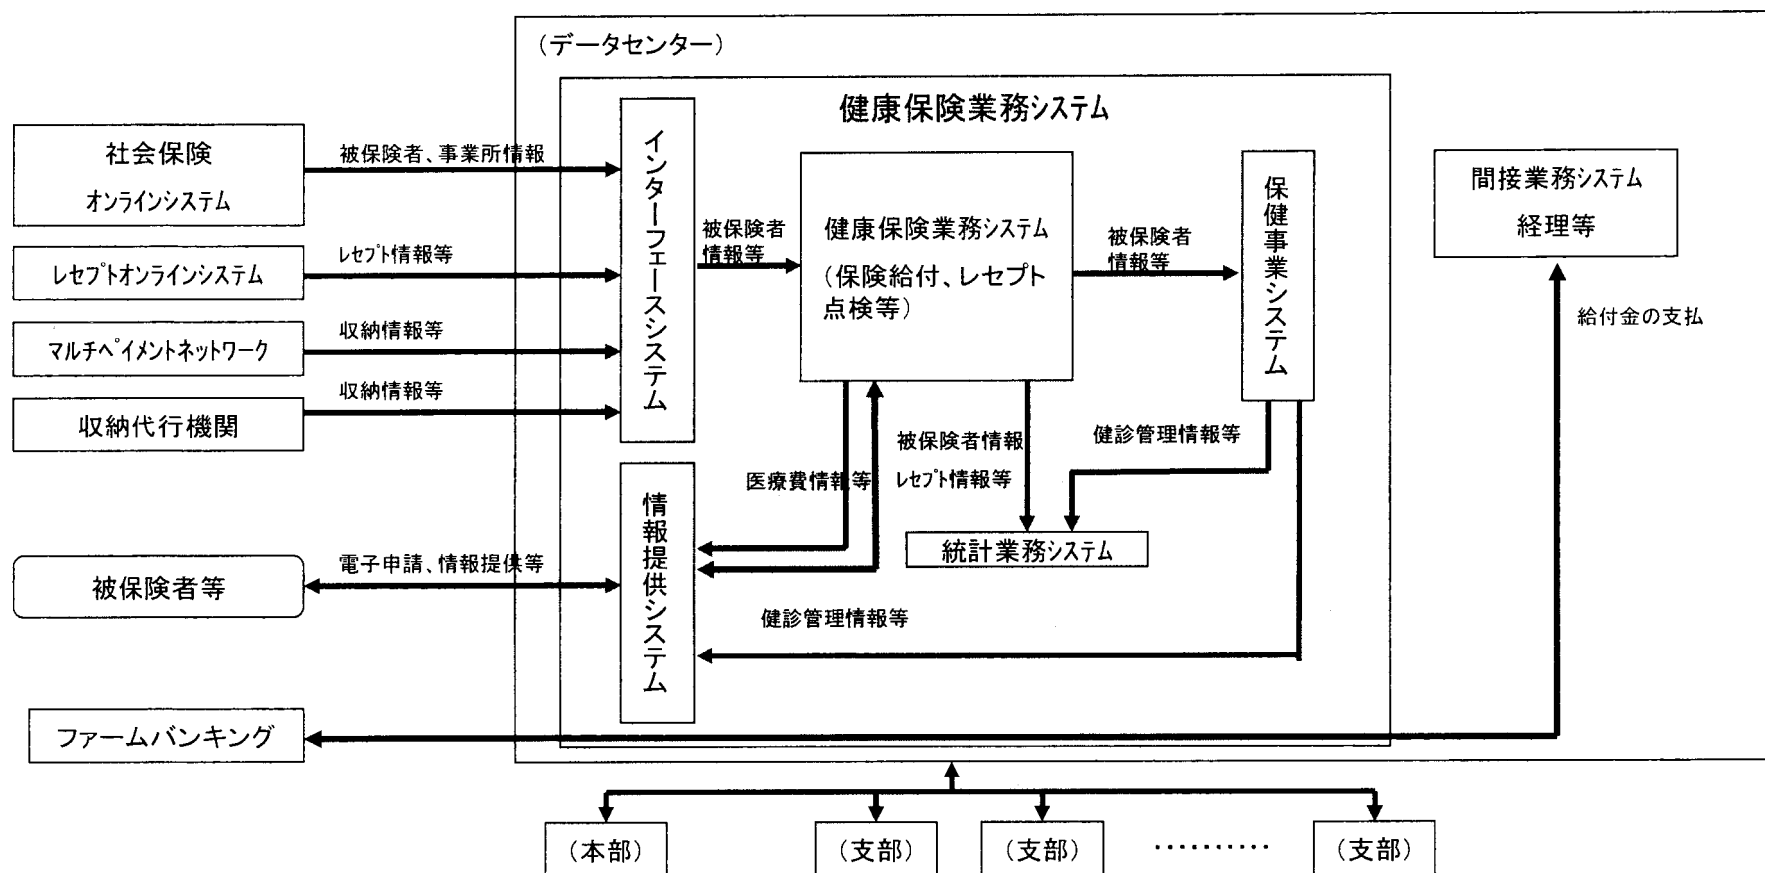 (データセンター)
健康保険業務システム
社会保険
オンラインシステム
被保険者、事業所情報
レセプトオンラインシステム
レセプト情報等
マルチペイメントネットワーク
収納情報等
収納代行機関
収納情報等
インターフェースシステム
被保険者
情報等
健康保険業務システム
(保険給付、レセプト
点検等)
被保険者
情報等
保健事業システム
間接業務システム
経理等
給付金の支払
医療費情報等
被保険者情報
レセプト情報等
健診管理情報等
統計業務システム
情報提供システム
被保険者等
電子申請、情報提供等
健診管理情報等
ファームバンキング
(本部)
(支部)
(支部)
··········
(支部)